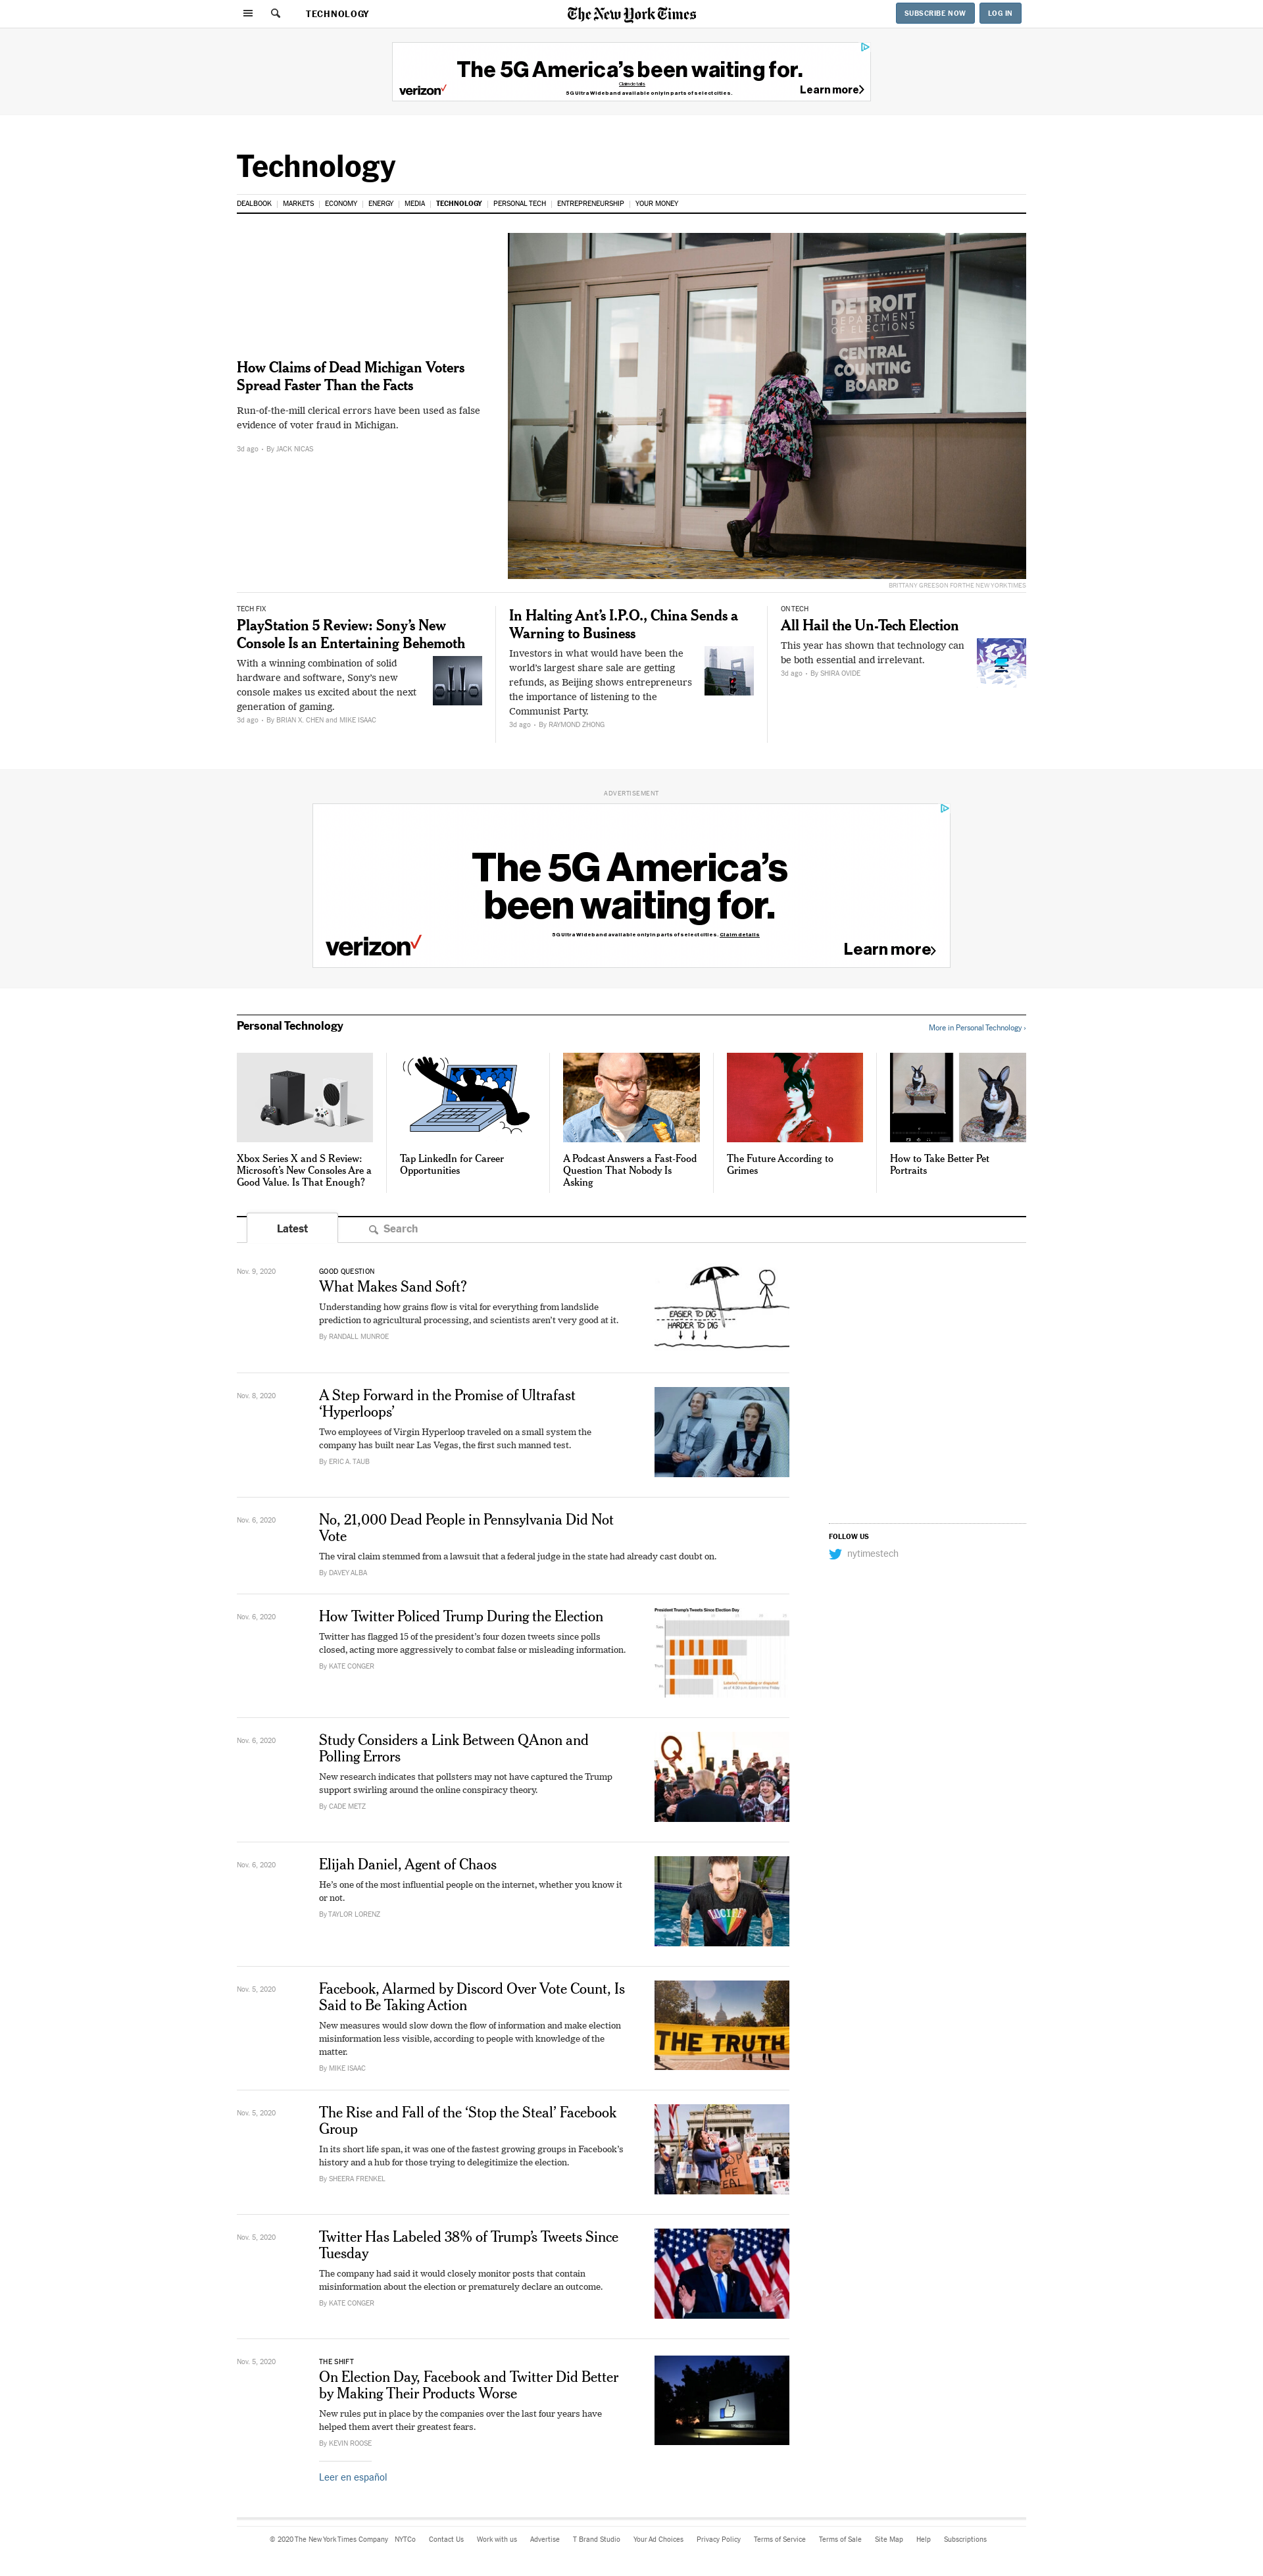 TECHNOLOGY
The New York Times
SUBSCRIBE NOW
LOG IN
The 5G America's been waiting for.
Claim details
verizon
5G Ultra Wideband available only in parts of select cities.
Learn more
Technology
DEALBOOK
MARKETS
ECONOMY
ENERGY
MEDIA
TECHNOLOGY
PERSONAL TECH
ENTREPRENEURSHIP
YOUR MONEY
DETROIT
DEPARTMENT
OF ELECTIONS
CENTRAL
COUNTING
BOARD
How Claims of Dead Michigan Voters
Spread Faster Than the Facts
Run-of-the-mill clerical errors have been used as false
evidence of voter fraud in Michigan.
3d ago • By JACK NICAS
BRITTANY GREESON FOR THE NEW YORK TIMES
TECH FIX
PlayStation 5 Review: Sony's New
Console Is an Entertaining Behemoth
With a winning combination of solid
hardware and software, Sony's new
console makes us excited about the next
generation of gaming.
3d ago • By BRIAN X. CHEN and MIKE ISAAC
In Halting Ant's I.P.O., China Sends a
Warning to Business
Investors in what would have been the
world's largest share sale are getting
refunds, as Beijing shows entrepreneurs
the importance of listening to the
Communist Party.
3d ago • By RAYMOND ZHONG
ON TECH
All Hail the Un-Tech Election
This year has shown that technology can
be both essential and irrelevant.
3d ago • By SHIRA OVIDE
ADVERTISEMENT
The 5G America's
been waiting for.
5G Ultra Wideband available only in parts of select cities. Claim details
verizon
Learn more
Personal Technology
More in Personal Technology ›
Xbox Series X and S Review:
Microsoft's New Consoles Are a
Good Value. Is That Enough?
Tap LinkedIn for Career
Opportunities
A Podcast Answers a Fast-Food
Question That Nobody Is
Asking
The Future According to
Grimes
How to Take Better Pet
Portraits
Latest
Search
Nov. 9, 2020
GOOD QUESTION
What Makes Sand Soft?
Understanding how grains flow is vital for everything from landslide
prediction to agricultural processing, and scientists aren't very good at it.
By RANDALL MUNROE
EASIER TO DIG
HARDER TO DIG
Nov. 8, 2020
A Step Forward in the Promise of Ultrafast
'Hyperloops'
Two employees of Virgin Hyperloop traveled on a small system the
company has built near Las Vegas, the first such manned test.
By ERIC A. TAUB
Nov. 6, 2020
No, 21,000 Dead People in Pennsylvania Did Not
Vote
The viral claim stemmed from a lawsuit that a federal judge in the state had already cast doubt on.
By DAVEY ALBA
FOLLOW US
nytimestech
Nov. 6, 2020
How Twitter Policed Trump During the Election
Twitter has flagged 15 of the president's four dozen tweets since polls
closed, acting more aggressively to combat false or misleading information.
By KATE CONGER
President Trump's Tweets Since Election Day
Nov. 6, 2020
Study Considers a Link Between QAnon and
Polling Errors
New research indicates that pollsters may not have captured the Trump
support swirling around the online conspiracy theory.
By CADE METZ
Q
Nov. 6, 2020
Elijah Daniel, Agent of Chaos
He's one of the most influential people on the internet, whether you know it
or not.
By TAYLOR LORENZ
Nov. 5, 2020
Facebook, Alarmed by Discord Over Vote Count, Is
Said to Be Taking Action
New measures would slow down the flow of information and make election
misinformation less visible, according to people with knowledge of the
matter.
By MIKE ISAAC
THE TRUTH
Nov. 5, 2020
The Rise and Fall of the 'Stop the Steal' Facebook
Group
In its short life span, it was one of the fastest growing groups in Facebook's
history and a hub for those trying to delegitimize the election.
By SHEERA FRENKEL
Nov. 5, 2020
Twitter Has Labeled 38% of Trump's Tweets Since
Tuesday
The company had said it would closely monitor posts that contain
misinformation about the election or prematurely declare an outcome.
By KATE CONGER
Nov. 5, 2020
THE SHIFT
On Election Day, Facebook and Twitter Did Better
by Making Their Products Worse
New rules put in place by the companies over the last four years have
helped them avert their greatest fears.
By KEVIN ROOSE
Leer en español
© 2020 The New York Times Company
NYTCo
Contact Us
Work with us
Advertise
T Brand Studio
Your Ad Choices
Privacy Policy
Terms of Service
Terms of Sale
Site Map
Help
Subscriptions